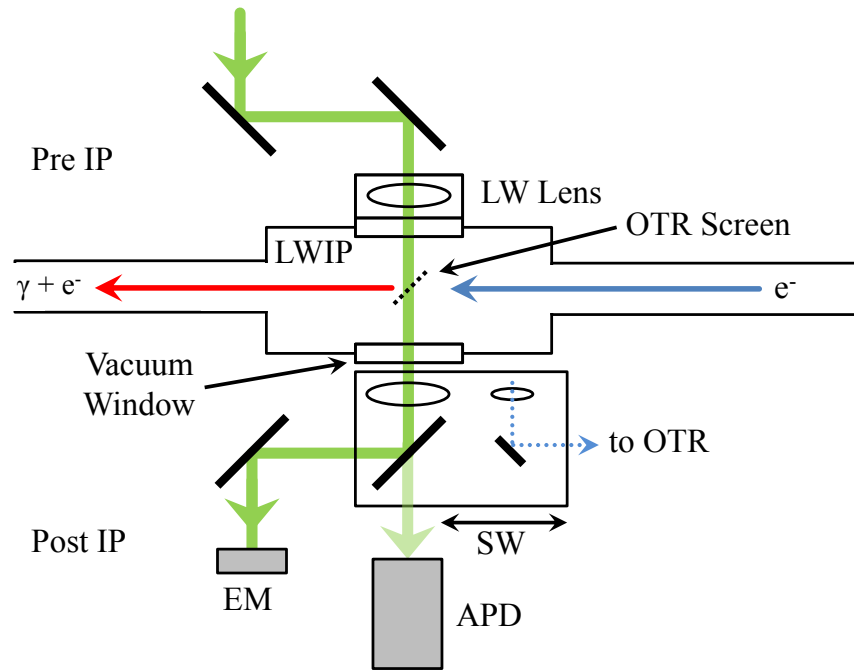 Pre IP
LW Lens
OTR Screen
LWIP
γ + e-
e-
Vacuum
Window
to OTR
SW
Post IP
EM
APD